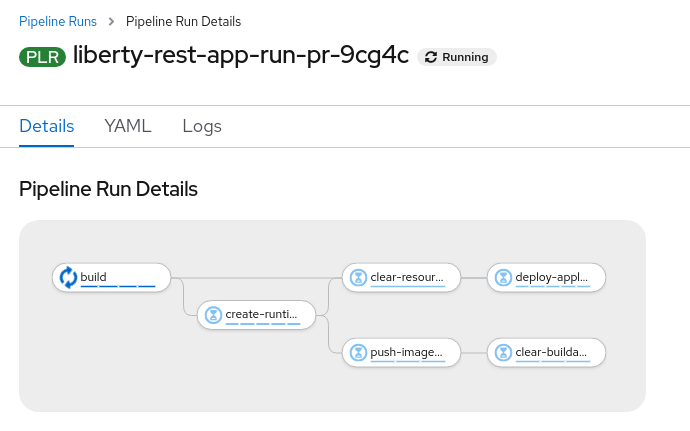 Pipeline Runs > Pipeline Run Details
PLR liberty-rest-app-run-pr-9cg4c Running
Details YAML Logs
Pipeline Run Details
build clear-resour... deploy-appl...
create-runti...
push-image... clear-builda...